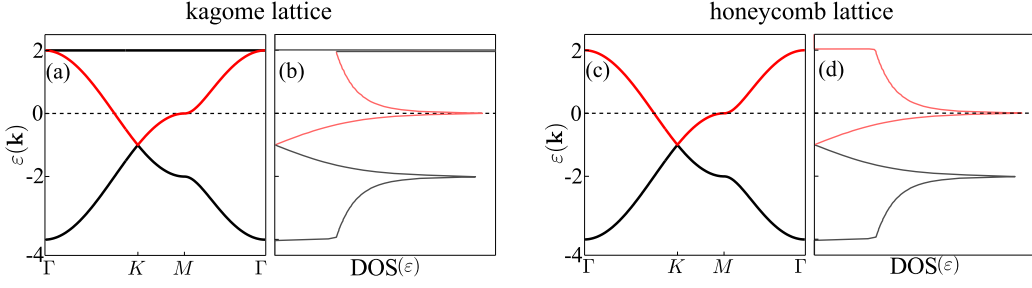 kagome lattice
honeycomb lattice
ε(k)
2
0
-2
-4
(a)
Γ
K
M
Γ
(b)
DOS(ε)
ε(k)
2
0
-2
-4
(c)
Γ
K
M
Γ
(d)
DOS(ε)